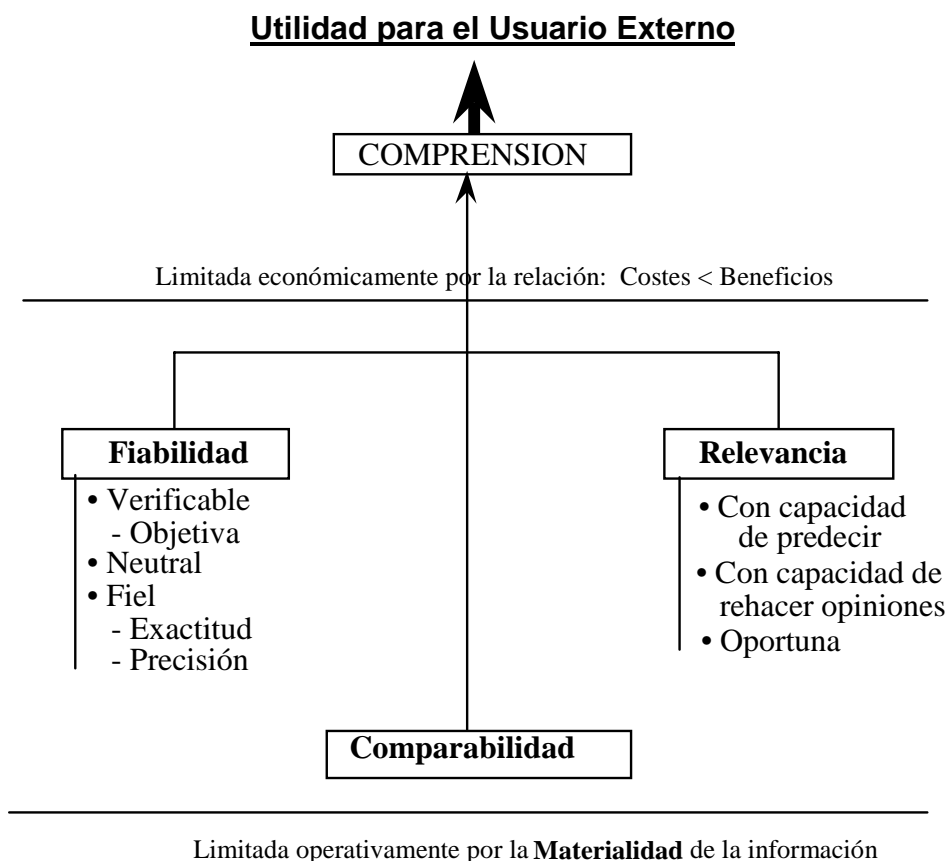 Utilidad para el Usuario Externo
COMPRENSION
Limitada económicamente por la relación: Costes < Beneficios
Fiabilidad
• Verificable
- Objetiva
• Neutral
• Fiel
- Exactitud
- Precisión
Relevancia
• Con capacidad
de predecir
• Con capacidad de
rehacer opiniones
• Oportuna
Comparabilidad
Limitada operativamente por la Materialidad de la información